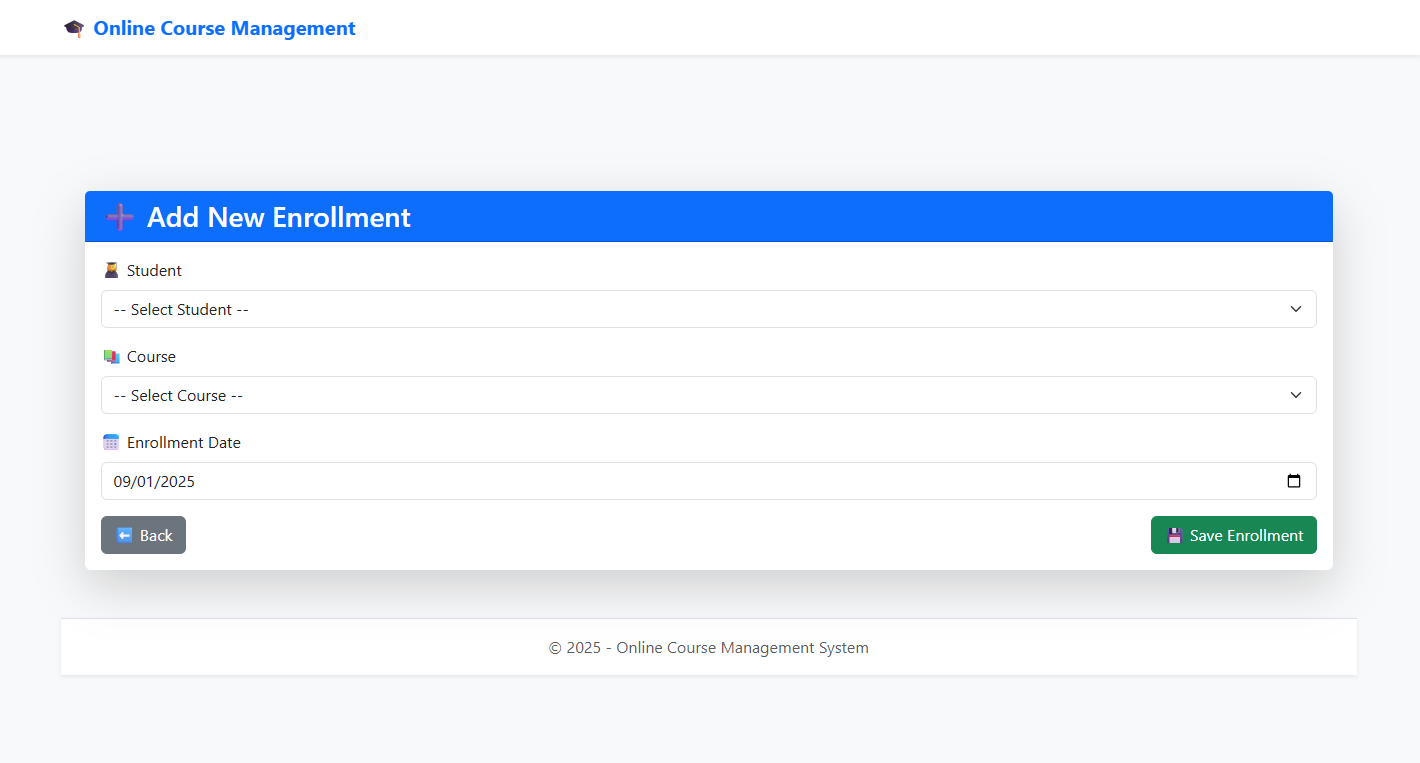 Online Course Management
Add New Enrollment
Student
-- Select Student --
Course
-- Select Course --
Enrollment Date
09/01/2025
Back
Save Enrollment
© 2025 - Online Course Management System